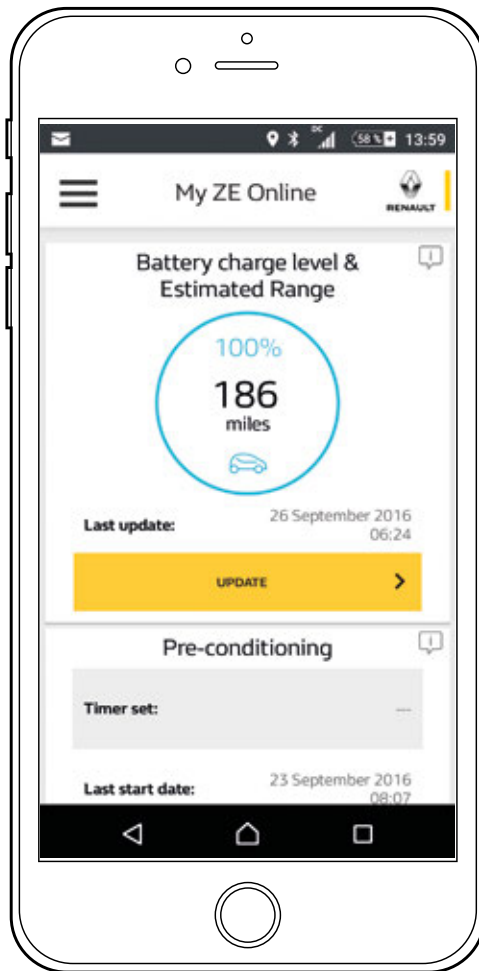 DC
58 %
13:59
My ZE Online
RENAULT
Battery charge level &
Estimated Range
100%
186
miles
Last update:
26 September 2016
06:24
UPDATE
Pre-conditioning
Timer set:
---
Last start date:
23 September 2016
08:07